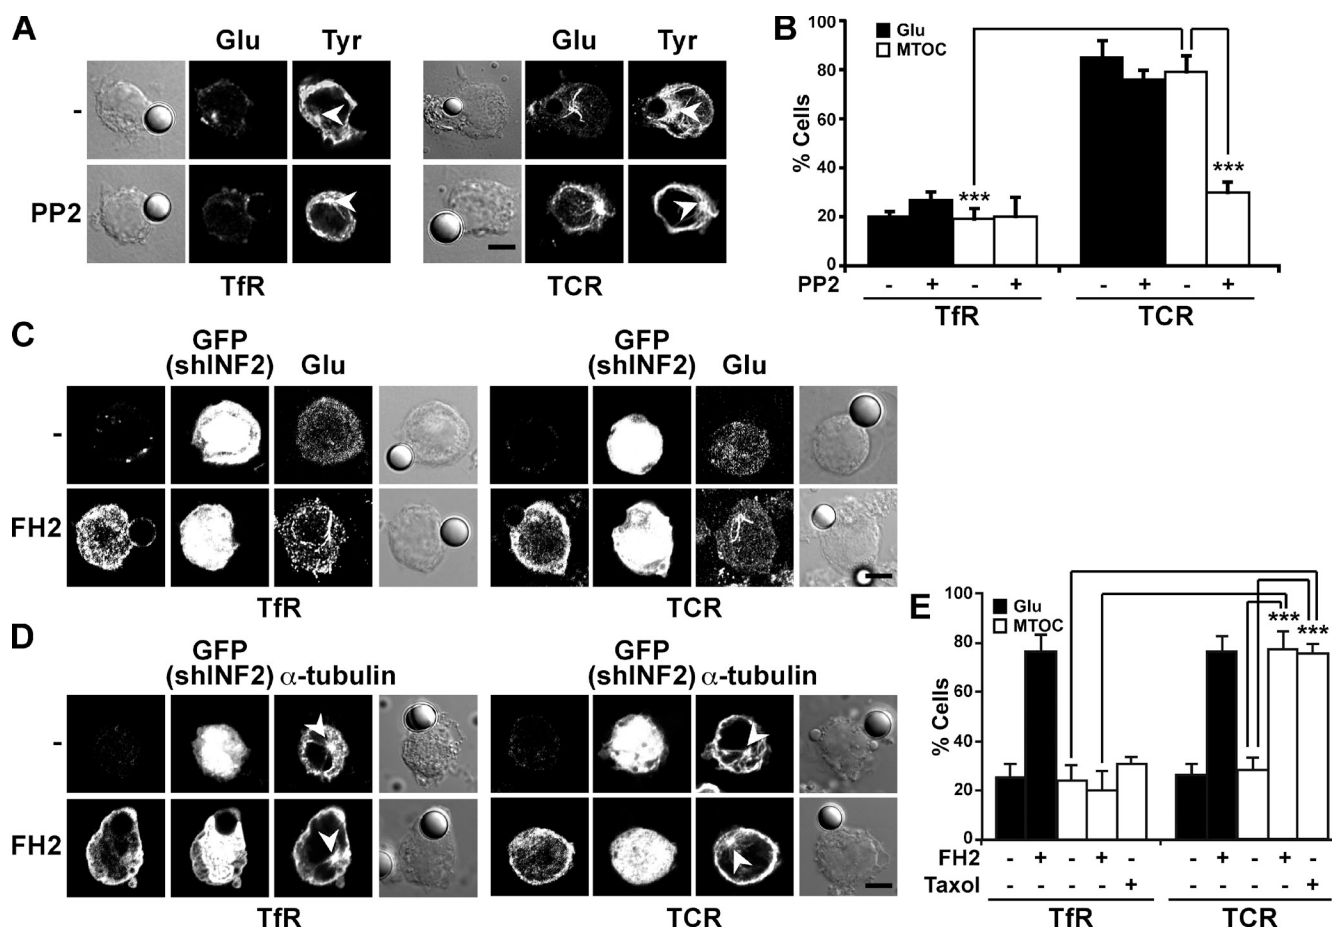 A
Glu Tyr Glu Tyr
-
PP2
TfR TCR
B
Glu
MTOC
% Cells
100
80
60
40
20
0
***
***
PP2 - + - + - + - +
TfR TCR
C
GFP GFP
(shINF2) Glu (shINF2) Glu
-
FH2
TfR TCR
D
GFP GFP
(shINF2) α-tubulin (shINF2) α-tubulin
-
FH2
TfR TCR
E
Glu
MTOC
% Cells
100
80
60
40
20
0
*** ***
FH2 - + - + - - + - + -
Taxol - - - - + - - - - +
TfR TCR